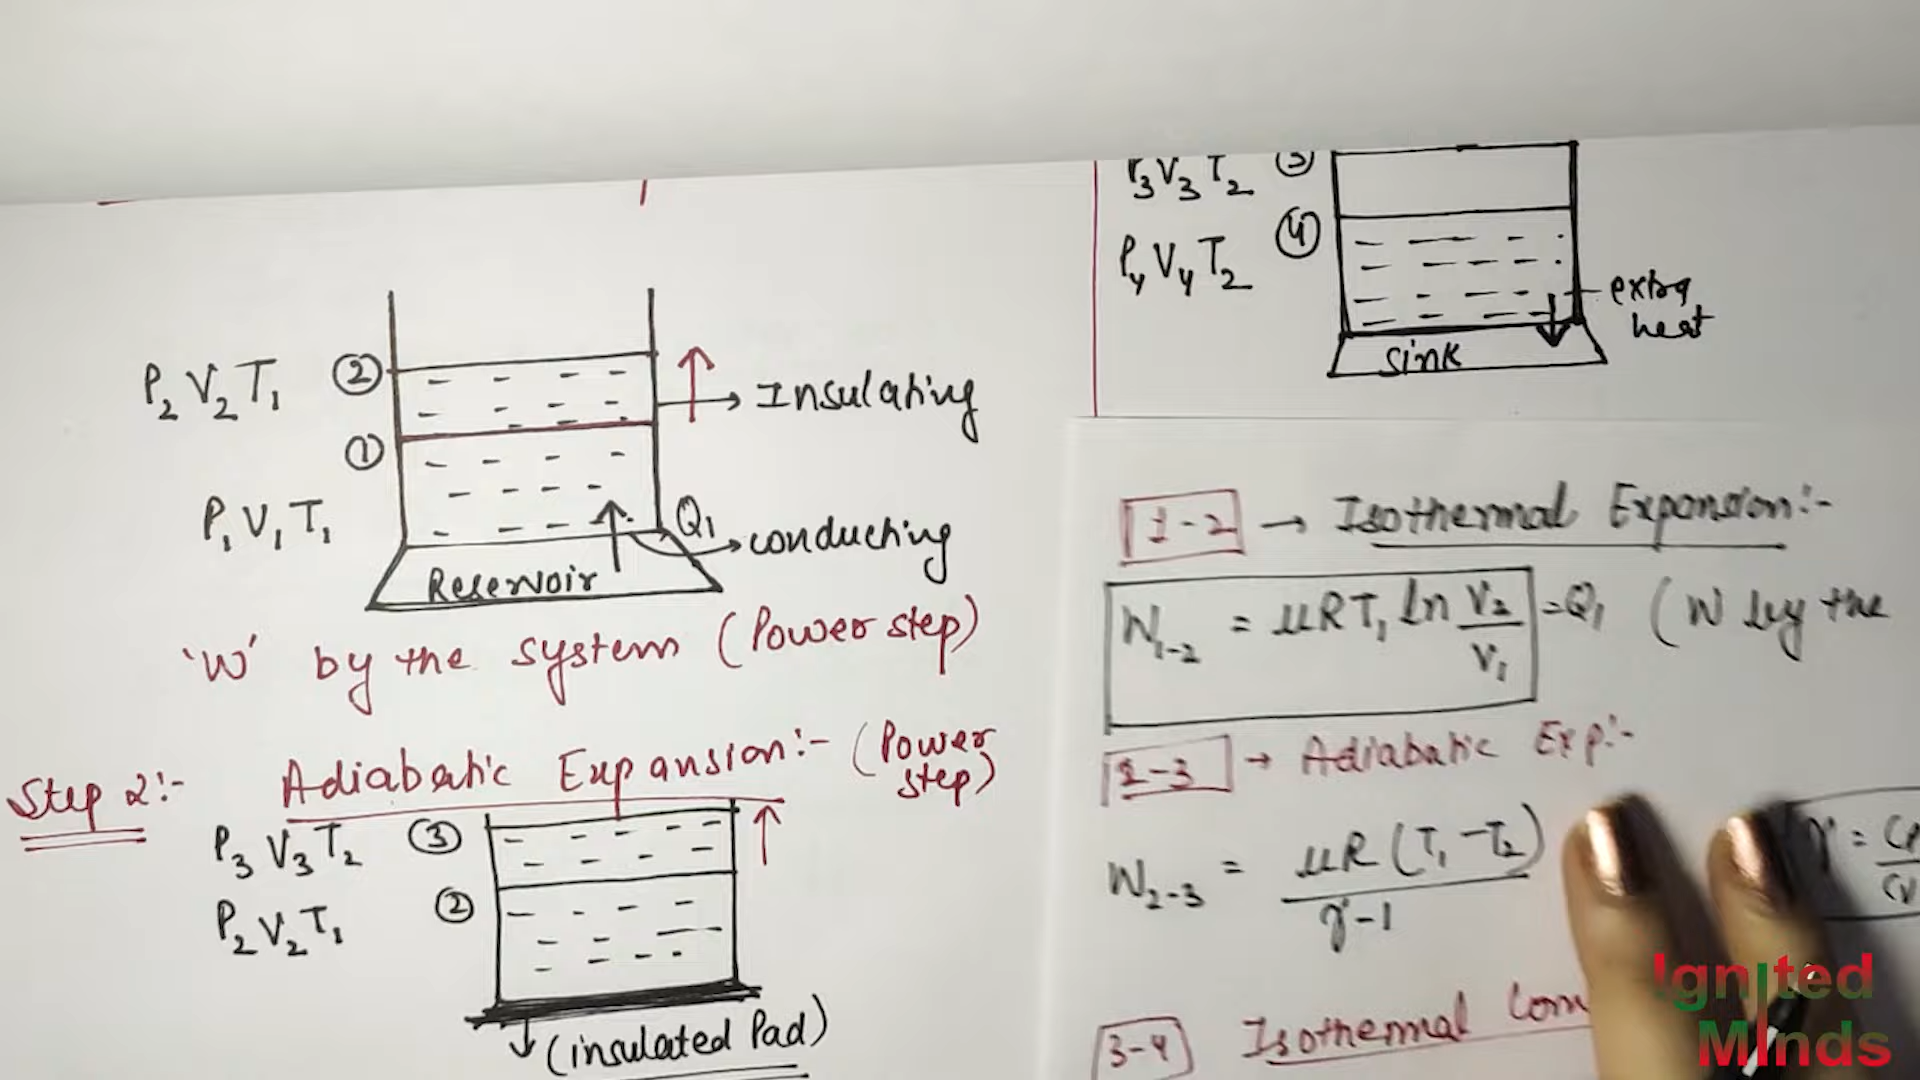 P₂ V₂ T₁ ②
→ Insulating
①
P₁ V₁ T₁
Q₁
→ conducting
Reservoir
'W' by the system (Power step)
Step 2:- Adiabatic Expansion:- (Power step)
P₃ V₃ T₂ ③
P₂ V₂ T₁ ②
(insulated Pad)
P₃ V₃ T₂ ③
P₄ V₄ T₂ ④
extra heat
Sink
1-2 → Isothermal Expansion:-
W₁₋₂ = μRT₁ ln V₂/V₁ = Q₁ (W by the
2-3 → Adiabatic Exp:-
W₂₋₃ = μR(T₁-T₂)/γ-1
γ = Cp/Cv
3-4 Isothermal Com
Ignited
Minds